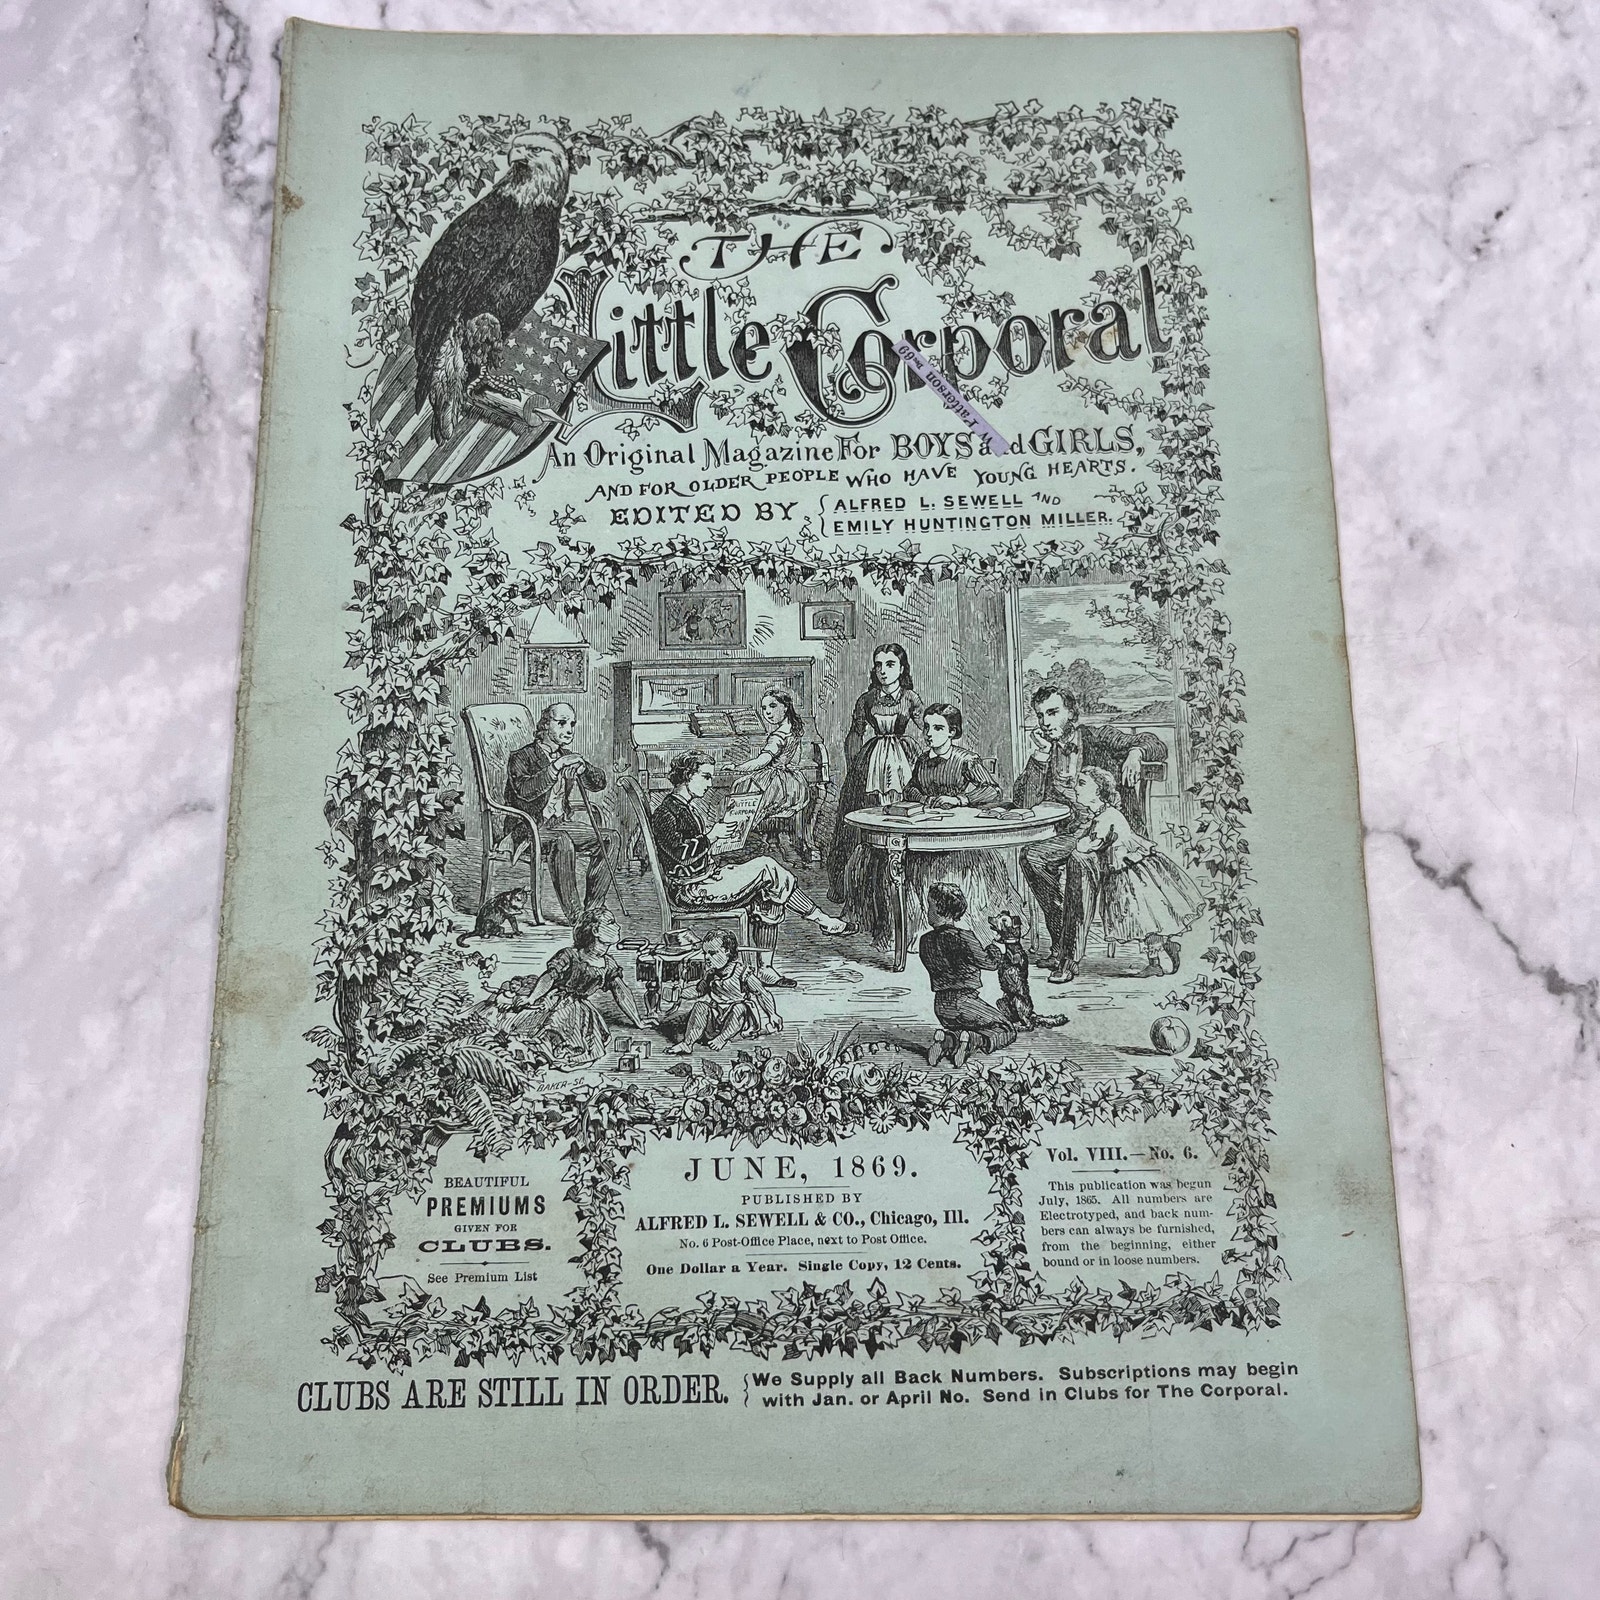 THE
Little Corporal
W Patterson
An Original Magazine For BOYS and GIRLS,
AND FOR OLDER PEOPLE WHO HAVE YOUNG HEARTS.
EDITED BY { ALFRED L. SEWELL AND
EMILY HUNTINGTON MILLER.
LITTLE
CORPORAL
BAKER-SC.
BEAUTIFUL
PREMIUMS
GIVEN FOR
CLUBS.
See Premium List
JUNE, 1869.
PUBLISHED BY
ALFRED L. SEWELL & CO., Chicago, Ill.
No. 6 Post-Office Place, next to Post Office.
One Dollar a Year. Single Copy, 12 Cents.
Vol. VIII.—No. 6.
This publication was begun
July, 1865. All numbers are
Electrotyped, and back num-
bers can always be furnished,
from the beginning, either
bound or in loose numbers.
CLUBS ARE STILL IN ORDER. { We Supply all Back Numbers. Subscriptions may begin
with Jan. or April No. Send in Clubs for The Corporal.